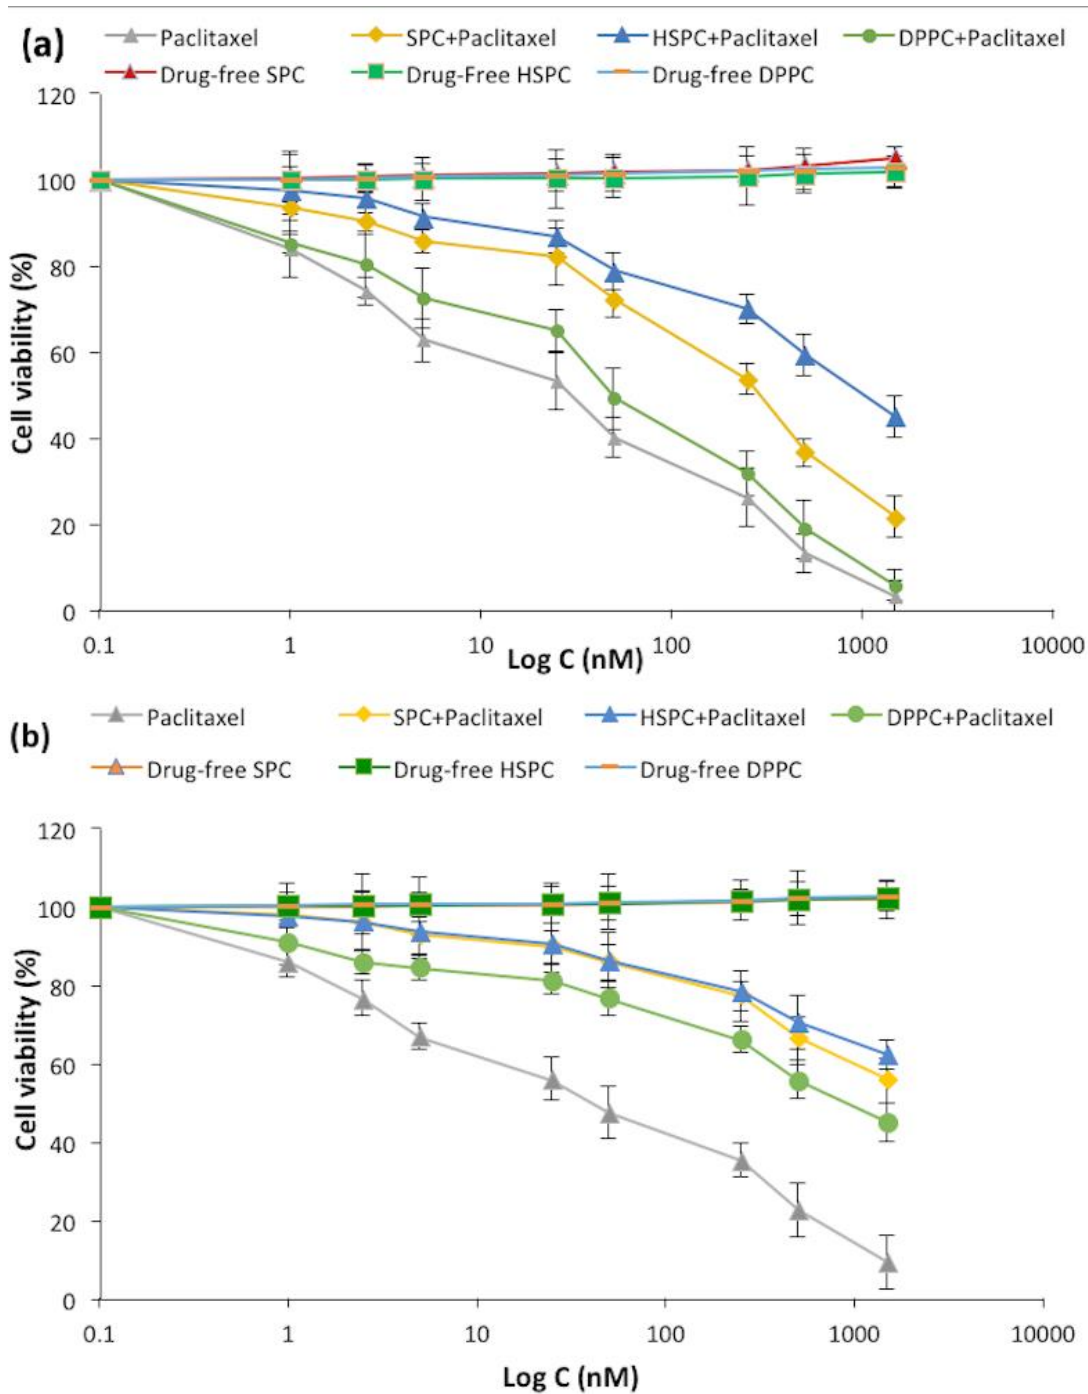 (a)
Paclitaxel SPC+Paclitaxel HSPC+Paclitaxel DPPC+Paclitaxel
Drug-free SPC Drug-Free HSPC Drug-free DPPC
120
100
80
60
40
20
0
Cell viability (%)
0.1 1 10 100 1000 10000
Log C (nM)
(b)
Paclitaxel SPC+Paclitaxel HSPC+Paclitaxel DPPC+Paclitaxel
Drug-free SPC Drug-free HSPC Drug-free DPPC
120
100
80
60
40
20
0
Cell viability (%)
0.1 1 10 100 1000 10000
Log C (nM)